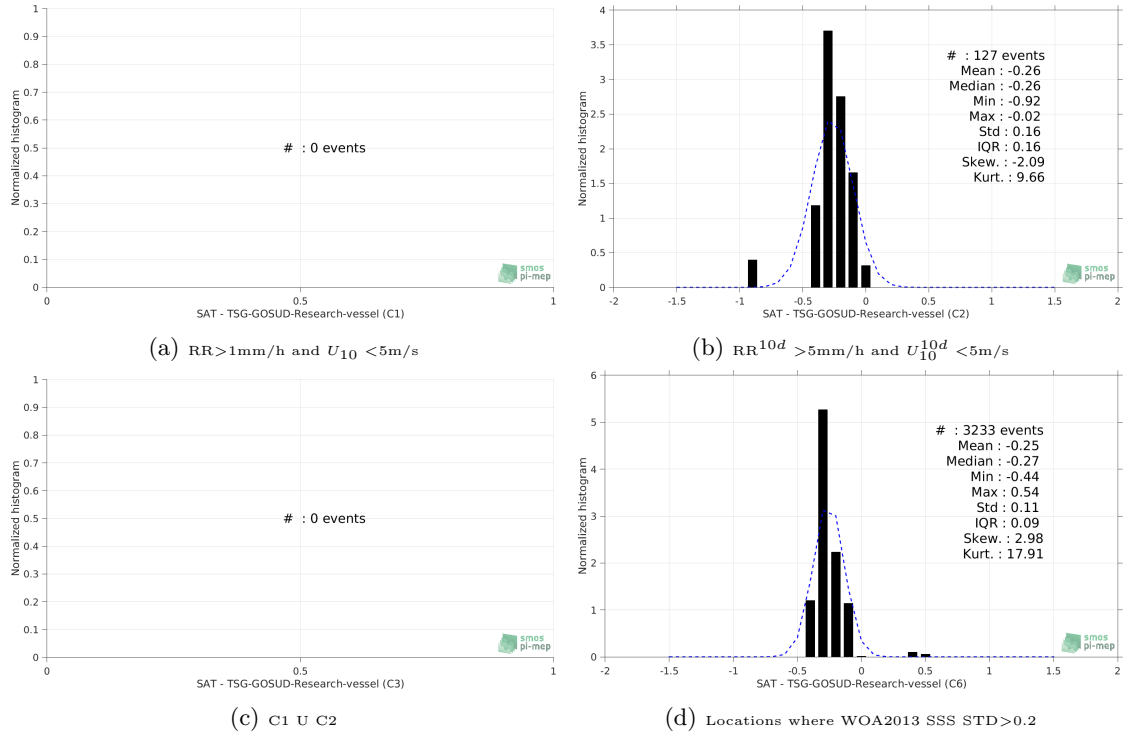 1
0.9
0.8
0.7
0.6
0.5
0.4
0.3
0.2
0.1
0
Normalized histogram
# : 0 events
smos
pi-mep
0 0.5 1
SAT - TSG-GOSUD-Research-vessel (C1)
(a) RR>1mm/h and U10 <5m/s
4
3.5
3
2.5
2
1.5
1
0.5
0
Normalized histogram
# : 127 events
Mean : -0.26
Median : -0.26
Min : -0.92
Max : -0.02
Std : 0.16
IQR : 0.16
Skew. : -2.09
Kurt. : 9.66
smos
pi-mep
-2 -1.5 -1 -0.5 0 0.5 1 1.5 2
SAT - TSG-GOSUD-Research-vessel (C2)
(b) RR10d >5mm/h and U10d10 <5m/s
1
0.9
0.8
0.7
0.6
0.5
0.4
0.3
0.2
0.1
0
Normalized histogram
# : 0 events
smos
pi-mep
0 0.5 1
SAT - TSG-GOSUD-Research-vessel (C3)
(c) C1 U C2
6
5
4
3
2
1
0
Normalized histogram
# : 3233 events
Mean : -0.25
Median : -0.27
Min : -0.44
Max : 0.54
Std : 0.11
IQR : 0.09
Skew. : 2.98
Kurt. : 17.91
smos
pi-mep
-2 -1.5 -1 -0.5 0 0.5 1 1.5 2
SAT - TSG-GOSUD-Research-vessel (C6)
(d) Locations where WOA2013 SSS STD>0.2